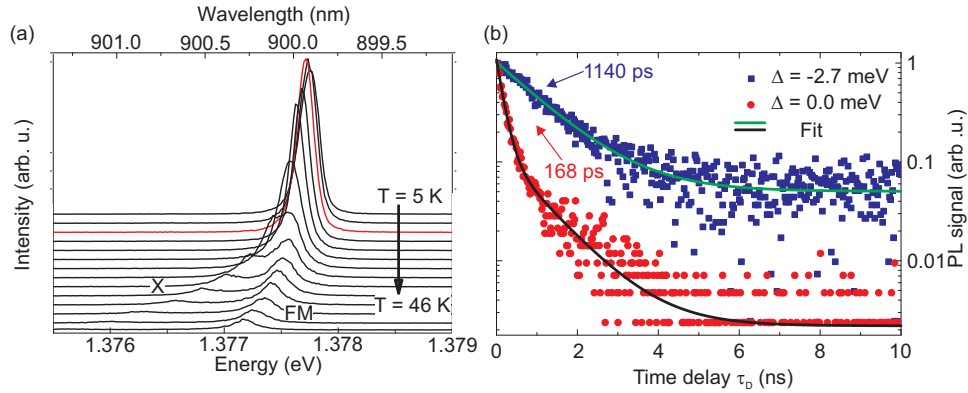 Wavelength (nm)
(a)
901.0 900.5 900.0 899.5
Intensity (arb. u.)
T = 5 K
X
T = 46 K
FM
1.376 1.377 1.378 1.379
Energy (eV)
(b)
1140 ps
Δ = -2.7 meV
Δ = 0.0 meV
Fit
168 ps
1
0.1
0.01
PL signal (arb .u.)
0 2 4 6 8 10
Time delay τD (ns)